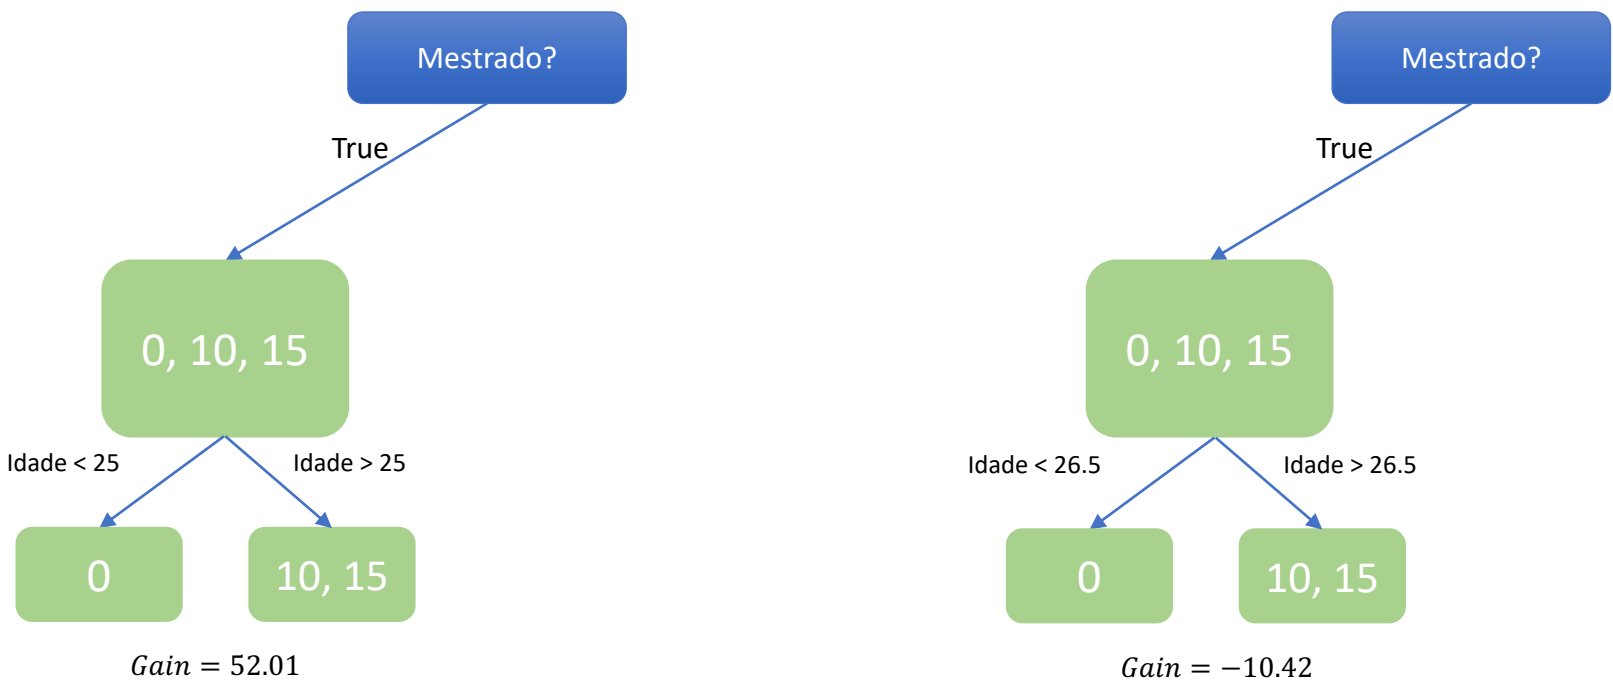 Mestrado?
True
0, 10, 15
Idade < 25
Idade > 25
0
10, 15
Gain = 52.01
Mestrado?
True
0, 10, 15
Idade < 26.5
Idade > 26.5
0
10, 15
Gain = −10.42